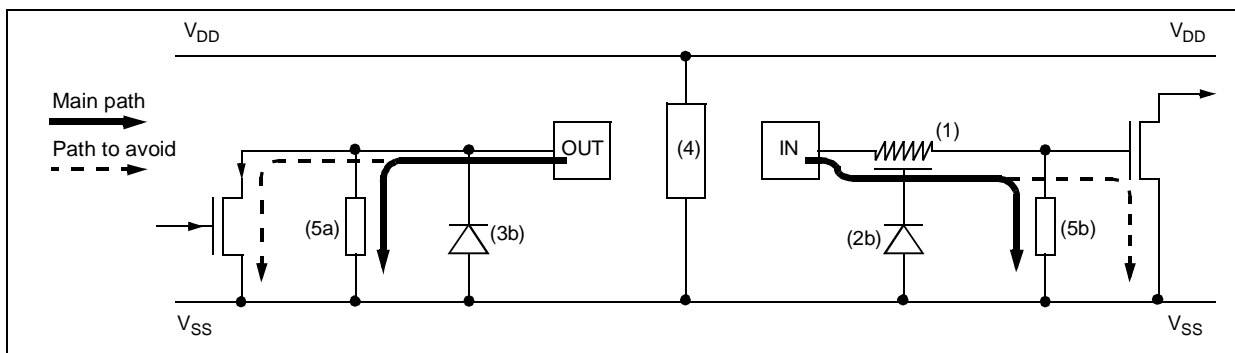 VDD
VDD
Main path
Path to avoid
OUT
(4)
IN
(1)
(5a)
(3b)
(2b)
(5b)
VSS
VSS